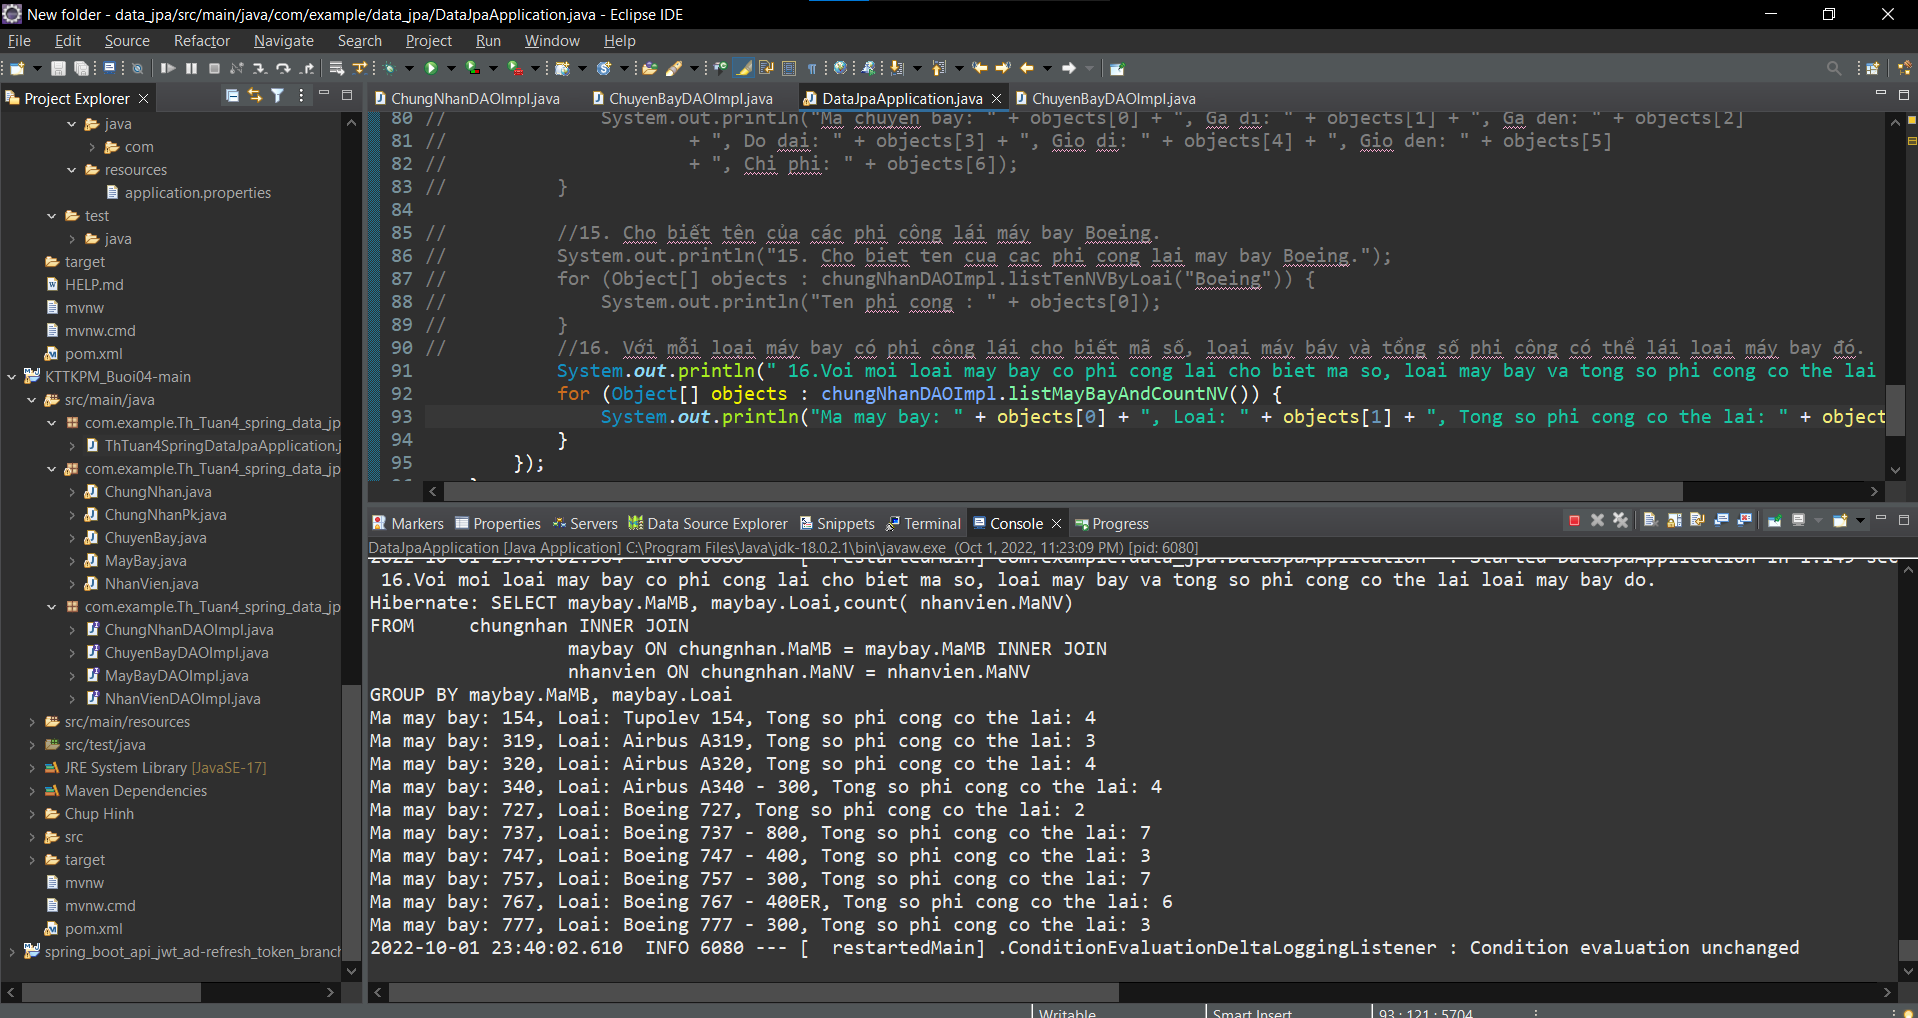 New folder - data_jpa/src/main/java/com/example/data_jpa/DataJpaApplication.java - Eclipse IDE
File Edit Source Refactor Navigate Search Project Run Window Help
Project Explorer
java
com
resources
application.properties
test
java
target
HELP.md
mvnw
mvnw.cmd
pom.xml
KTTKPM_Buoi04-main
src/main/java
com.example.Th_Tuan4_spring_data_jp
ThTuan4SpringDataJpaApplication.j
com.example.Th_Tuan4_spring_data_jp
ChungNhan.java
ChungNhanPk.java
ChuyenBay.java
MayBay.java
NhanVien.java
com.example.Th_Tuan4_spring_data_jp
ChungNhanDAOImpl.java
ChuyenBayDAOImpl.java
MayBayDAOImpl.java
NhanVienDAOImpl.java
src/main/resources
src/test/java
JRE System Library [JavaSE-17]
Maven Dependencies
Chup Hinh
src
target
mvnw
mvnw.cmd
pom.xml
spring_boot_api_jwt_ad-refresh_token_branch
ChungNhanDAOImpl.java ChuyenBayDAOImpl.java DataJpaApplication.java ChuyenBayDAOImpl.java
80 // System.out.println("Ma chuyen bay: " + objects[0] + ", Ga di: " + objects[1] + ", Ga den: " + objects[2]
81 // + ", Do dai: " + objects[3] + ", Gio di: " + objects[4] + ", Gio den: " + objects[5]
82 // + ", Chi phi: " + objects[6]);
83 // }
84
85 // //15. Cho biết tên của các phi công lái máy bay Boeing.
86 // System.out.println("15. Cho biet ten cua cac phi cong lai may bay Boeing.");
87 // for (Object[] objects : chungNhanDAOImpl.listTenNVByLoai("Boeing")) {
88 // System.out.println("Ten phi cong : " + objects[0]);
89 // }
90 // //16. Với mỗi loại máy bay có phi công lái cho biết mã số, loại máy báy và tổng số phi công có thể lái loại máy bay đó.
91 System.out.println(" 16.Voi moi loai may bay co phi cong lai cho biet ma so, loai may bay va tong so phi cong co the lai
92 for (Object[] objects : chungNhanDAOImpl.listMayBayAndCountNV()) {
93 System.out.println("Ma may bay: " + objects[0] + ", Loai: " + objects[1] + ", Tong so phi cong co the lai: " + object
94 }
95 });
Markers Properties Servers Data Source Explorer Snippets Terminal Console Progress
DataJpaApplication [Java Application] C:\Program Files\Java\jdk-18.0.2.1\bin\javaw.exe (Oct 1, 2022, 11:23:09 PM) [pid: 6080]
16.Voi moi loai may bay co phi cong lai cho biet ma so, loai may bay va tong so phi cong co the lai loai may bay do.
Hibernate: SELECT maybay.MaMB, maybay.Loai,count( nhanvien.MaNV)
FROM chungnhan INNER JOIN
maybay ON chungnhan.MaMB = maybay.MaMB INNER JOIN
nhanvien ON chungnhan.MaNV = nhanvien.MaNV
GROUP BY maybay.MaMB, maybay.Loai
Ma may bay: 154, Loai: Tupolev 154, Tong so phi cong co the lai: 4
Ma may bay: 319, Loai: Airbus A319, Tong so phi cong co the lai: 3
Ma may bay: 320, Loai: Airbus A320, Tong so phi cong co the lai: 4
Ma may bay: 340, Loai: Airbus A340 - 300, Tong so phi cong co the lai: 4
Ma may bay: 727, Loai: Boeing 727, Tong so phi cong co the lai: 2
Ma may bay: 737, Loai: Boeing 737 - 800, Tong so phi cong co the lai: 7
Ma may bay: 747, Loai: Boeing 747 - 400, Tong so phi cong co the lai: 3
Ma may bay: 757, Loai: Boeing 757 - 300, Tong so phi cong co the lai: 7
Ma may bay: 767, Loai: Boeing 767 - 400ER, Tong so phi cong co the lai: 6
Ma may bay: 777, Loai: Boeing 777 - 300, Tong so phi cong co the lai: 3
2022-10-01 23:40:02.610 INFO 6080 --- [ restartedMain] .ConditionEvaluationDeltaLoggingListener : Condition evaluation unchanged
Writable Smart Insert 93 : 121 : 5704